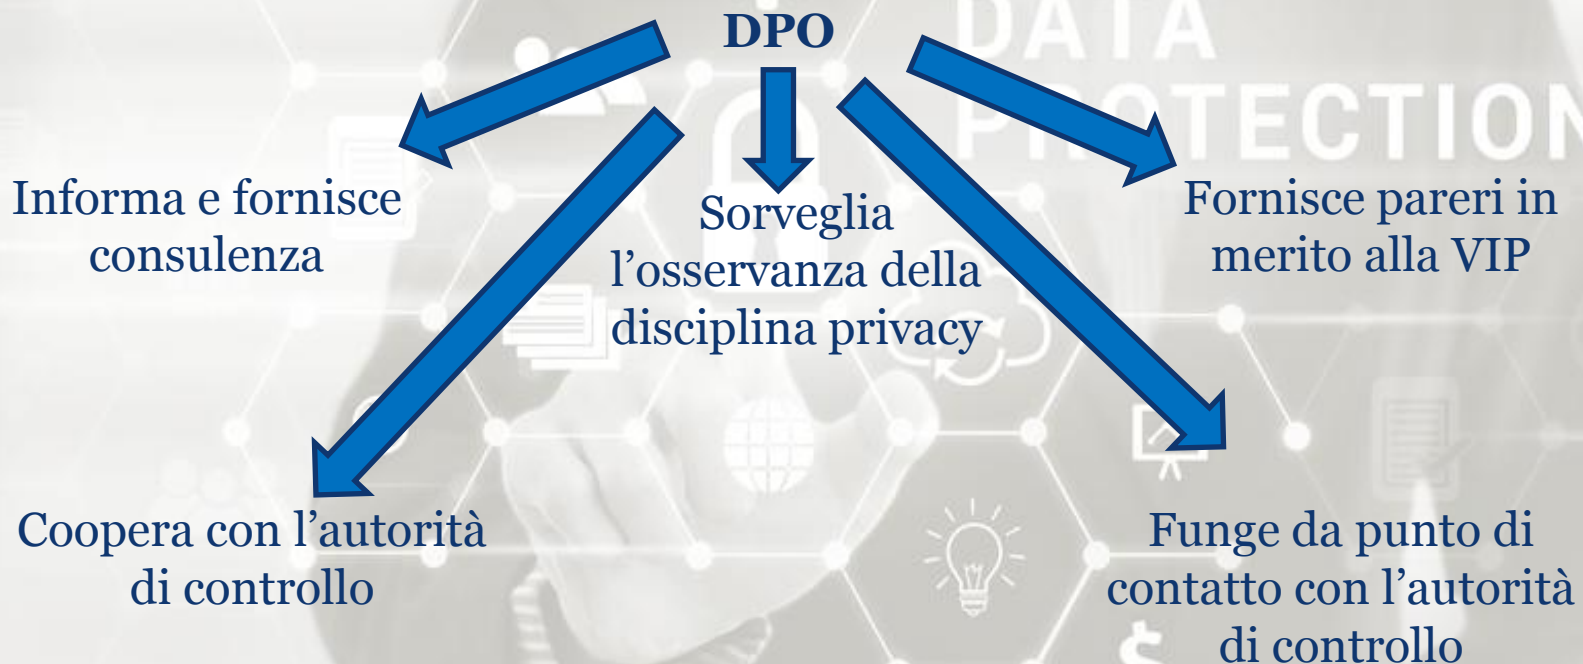 DPO
DATA
PROTECTION
Informa e fornisce
consulenza
Sorveglia
l’osservanza della
disciplina privacy
Fornisce pareri in
merito alla VIP
Coopera con l’autorità
di controllo
Funge da punto di
contatto con l’autorità
di controllo